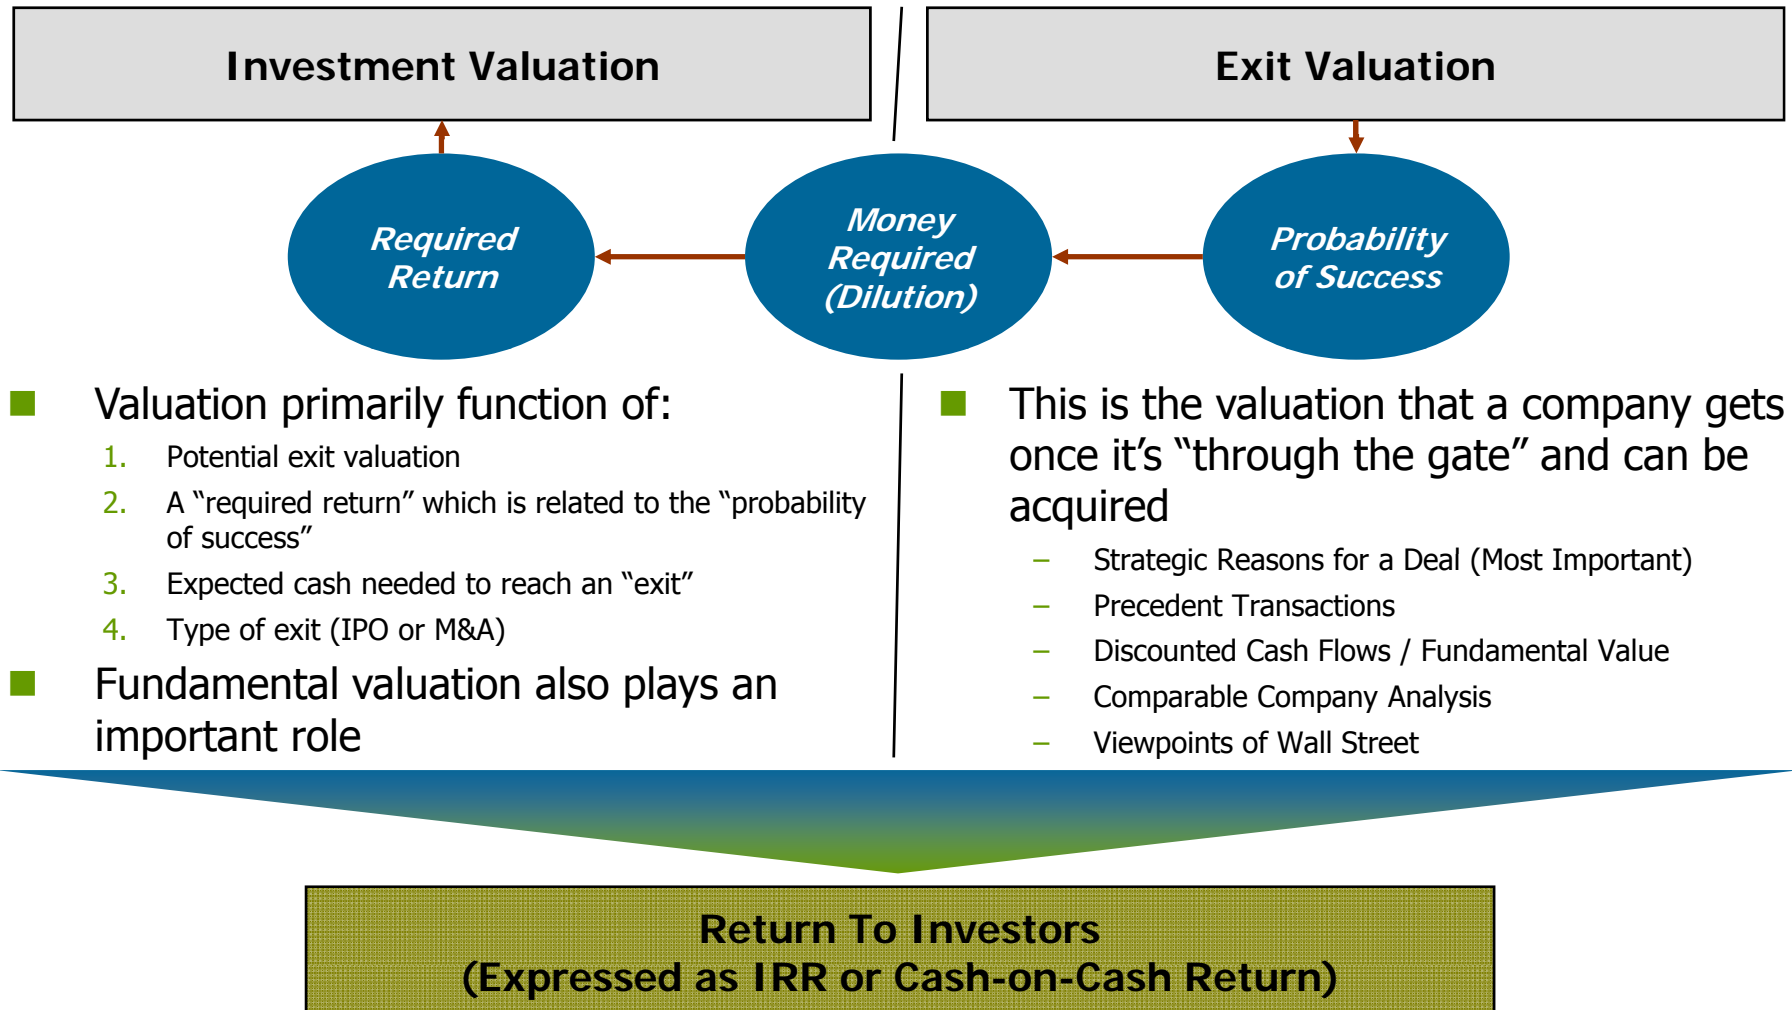 Investment Valuation
Exit Valuation
Required
Return
Money
Required
(Dilution)
Probability
of Success
■ Valuation primarily function of:
1. Potential exit valuation
2. A “required return” which is related to the “probability
of success”
3. Expected cash needed to reach an “exit”
4. Type of exit (IPO or M&A)
■ Fundamental valuation also plays an
important role
■ This is the valuation that a company gets
once it’s “through the gate” and can be
acquired
– Strategic Reasons for a Deal (Most Important)
– Precedent Transactions
– Discounted Cash Flows / Fundamental Value
– Comparable Company Analysis
– Viewpoints of Wall Street
Return To Investors
(Expressed as IRR or Cash-on-Cash Return)